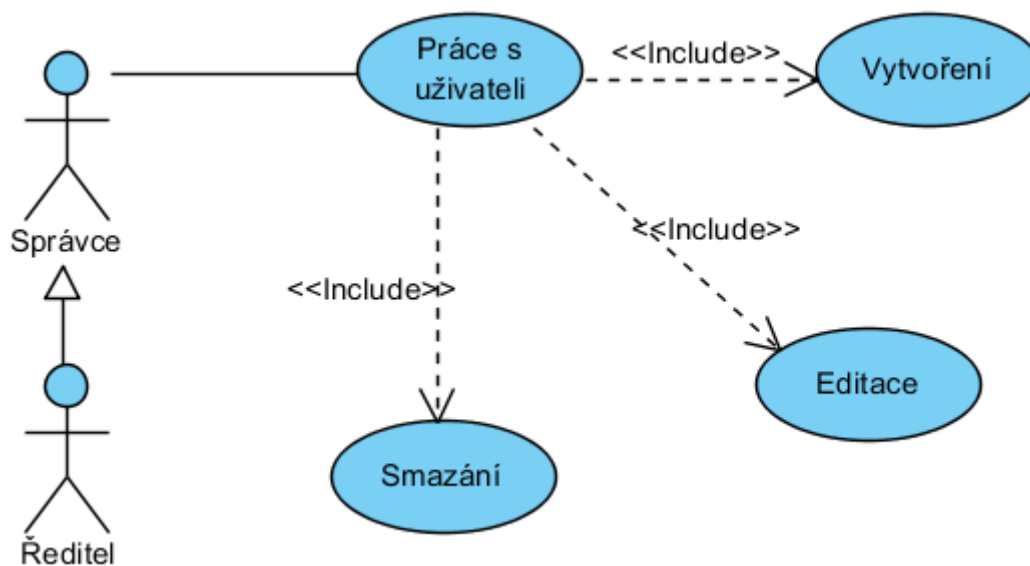 Práce s
uživateli
<<Include>>
Vytvoření
Správce
<<Include>>
<<Include>>
Editace
Smazání
Ředitel